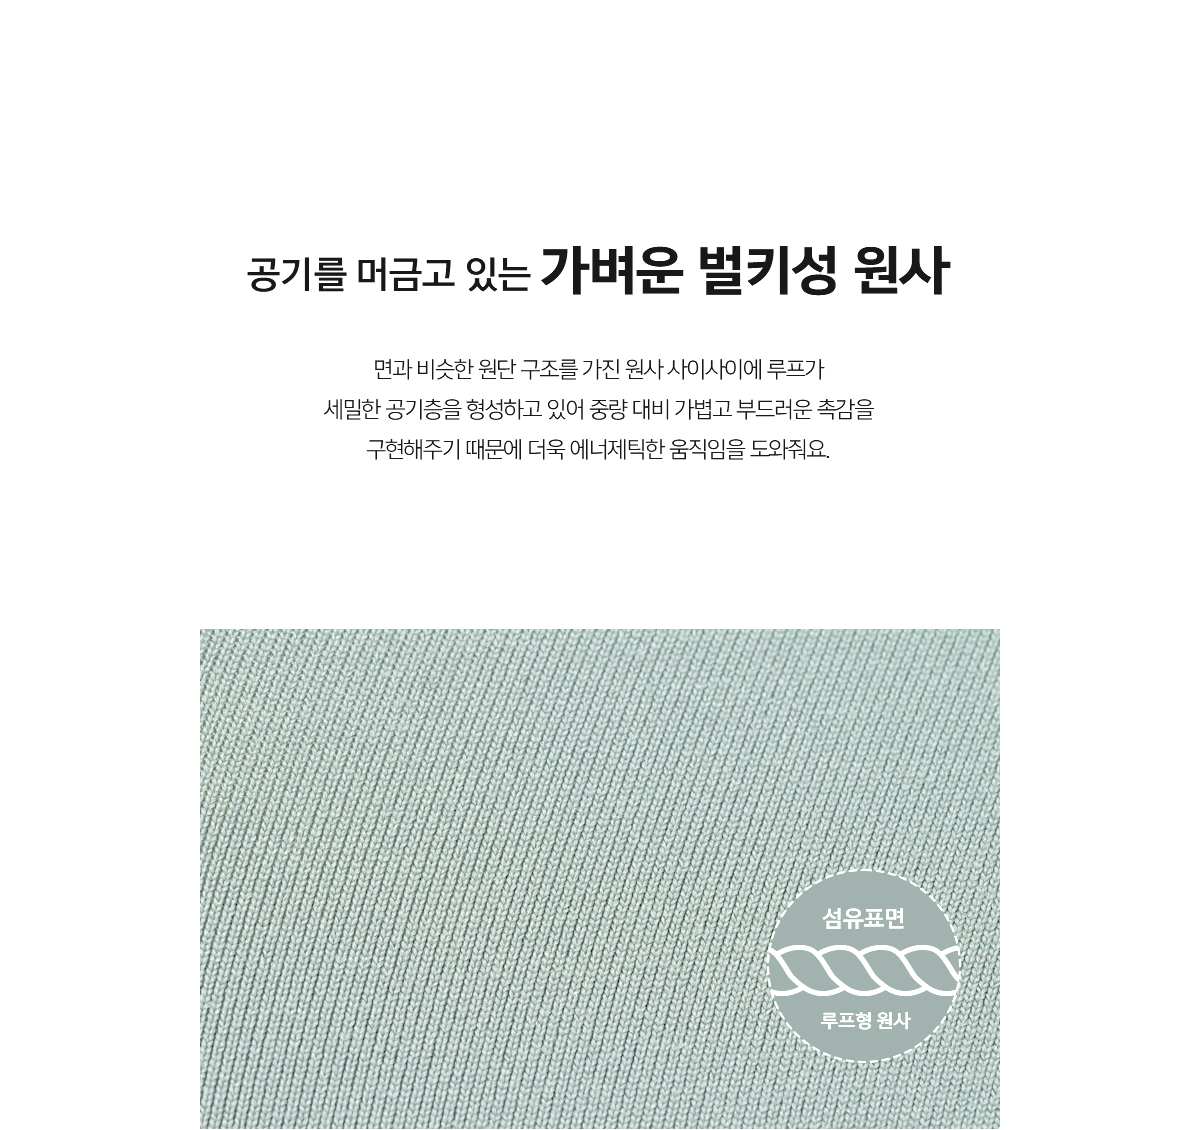 공기를 머금고 있는 가벼운 벌키성 원사
면과 비슷한 원단 구조를 가진 원사 사이사이에 루프가
세밀한 공기층을 형성하고 있어 중량 대비 가볍고 부드러운 촉감을
구현해주기 때문에 더욱 에너제틱한 움직임을 도와줘요.
섬유표면
루프형 원사